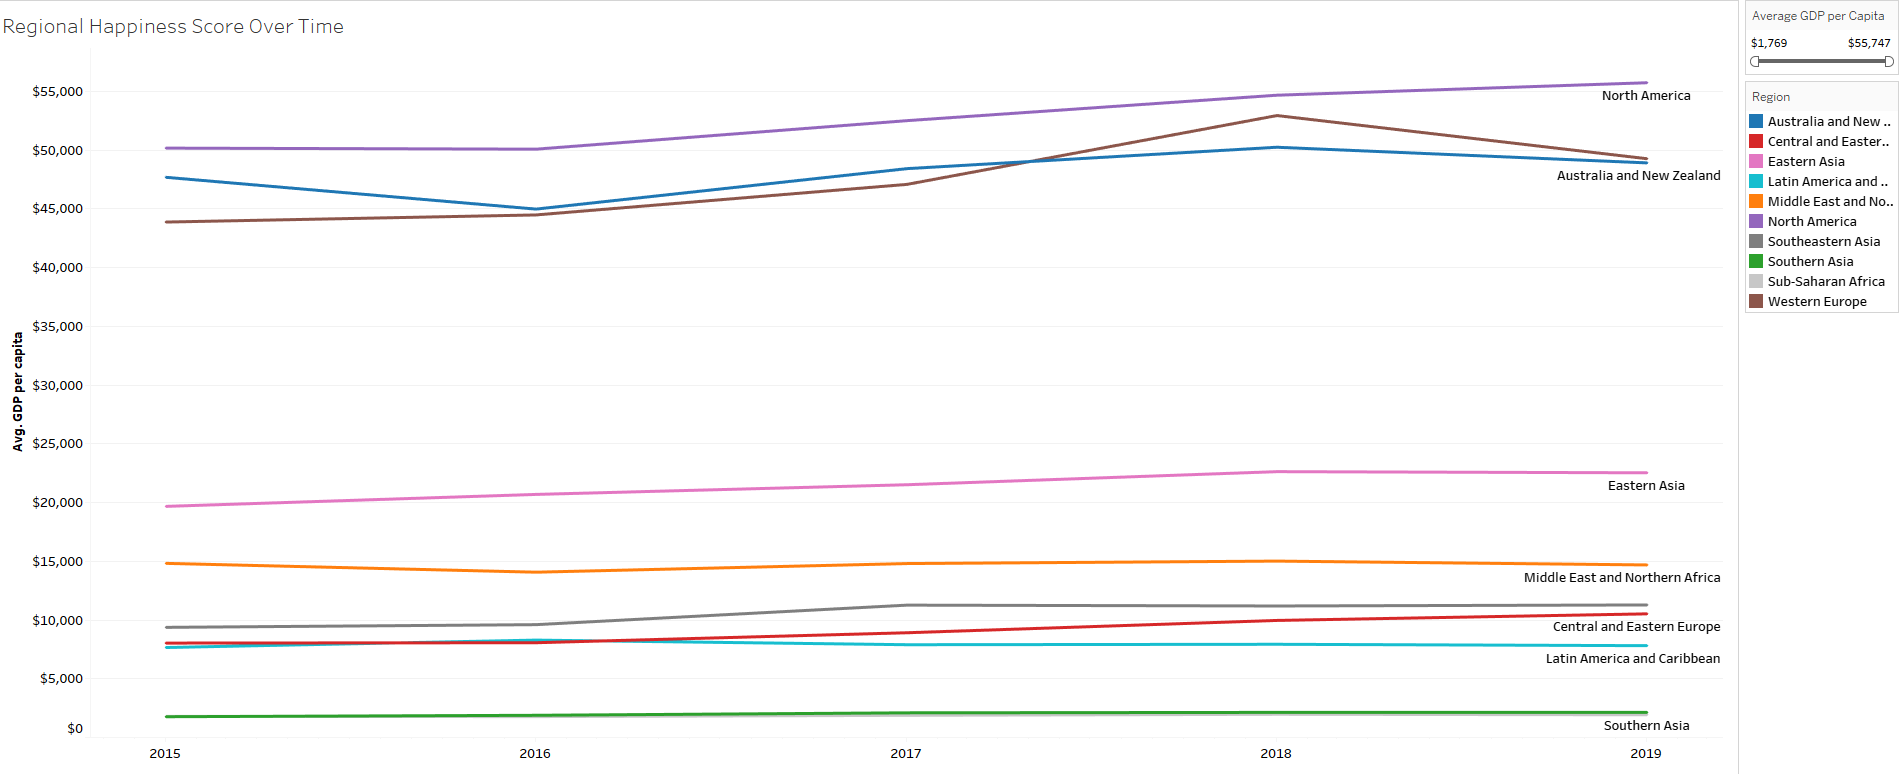 Regional Happiness Score Over Time
Avg. GDP per capita
$55,000
$50,000
$45,000
$40,000
$35,000
$30,000
$25,000
$20,000
$15,000
$10,000
$5,000
$0
North America
Australia and New Zealand
Eastern Asia
Middle East and Northern Africa
Central and Eastern Europe
Latin America and Caribbean
Southern Asia
2015 2016 2017 2018 2019
Average GDP per Capita
$1,769 $55,747
Region
Australia and New ..
Central and Easter..
Eastern Asia
Latin America and ..
Middle East and No..
North America
Southeastern Asia
Southern Asia
Sub-Saharan Africa
Western Europe